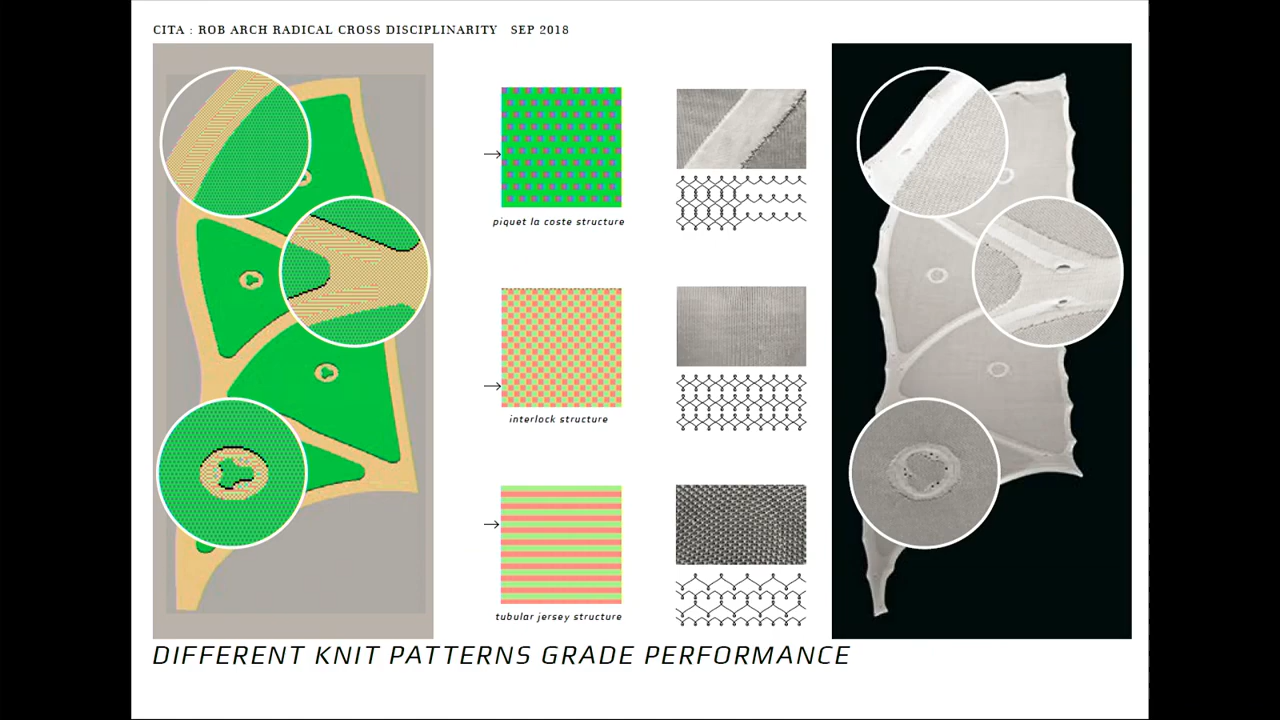 CITA : ROB ARCH RADICAL CROSS DISCIPLINARITY SEP 2018
piquet la coste structure
interlock structure
tubular jersey structure
DIFFERENT KNIT PATTERNS GRADE PERFORMANCE